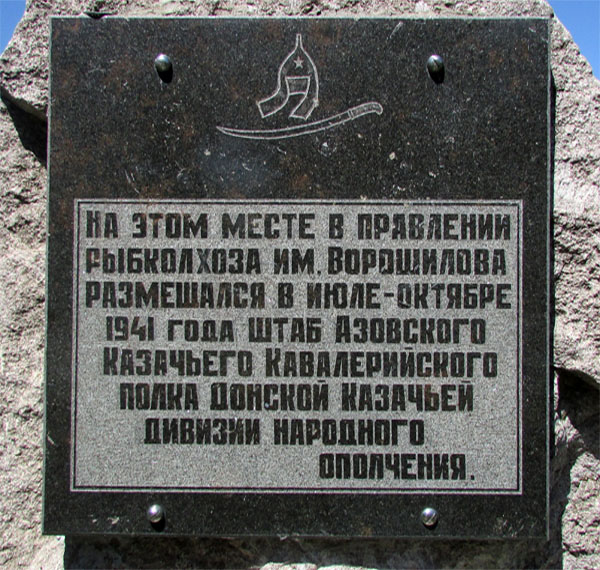 НА ЭТОМ МЕСТЕ В ПРАВЛЕНИИ
РЫБКОЛХОЗА ИМ. ВОРОШИЛОВА
РАЗМЕЩАЛСЯ В ИЮЛЕ-ОКТЯБРЕ
1941 ГОДА ШТАБ АЗОВСКОГО
КАЗАЧЬЕГО КАВАЛЕРИЙСКОГО
ПОЛКА ДОНСКОЙ КАЗАЧЬЕЙ
ДИВИЗИИ НАРОДНОГО
ОПОЛЧЕНИЯ.